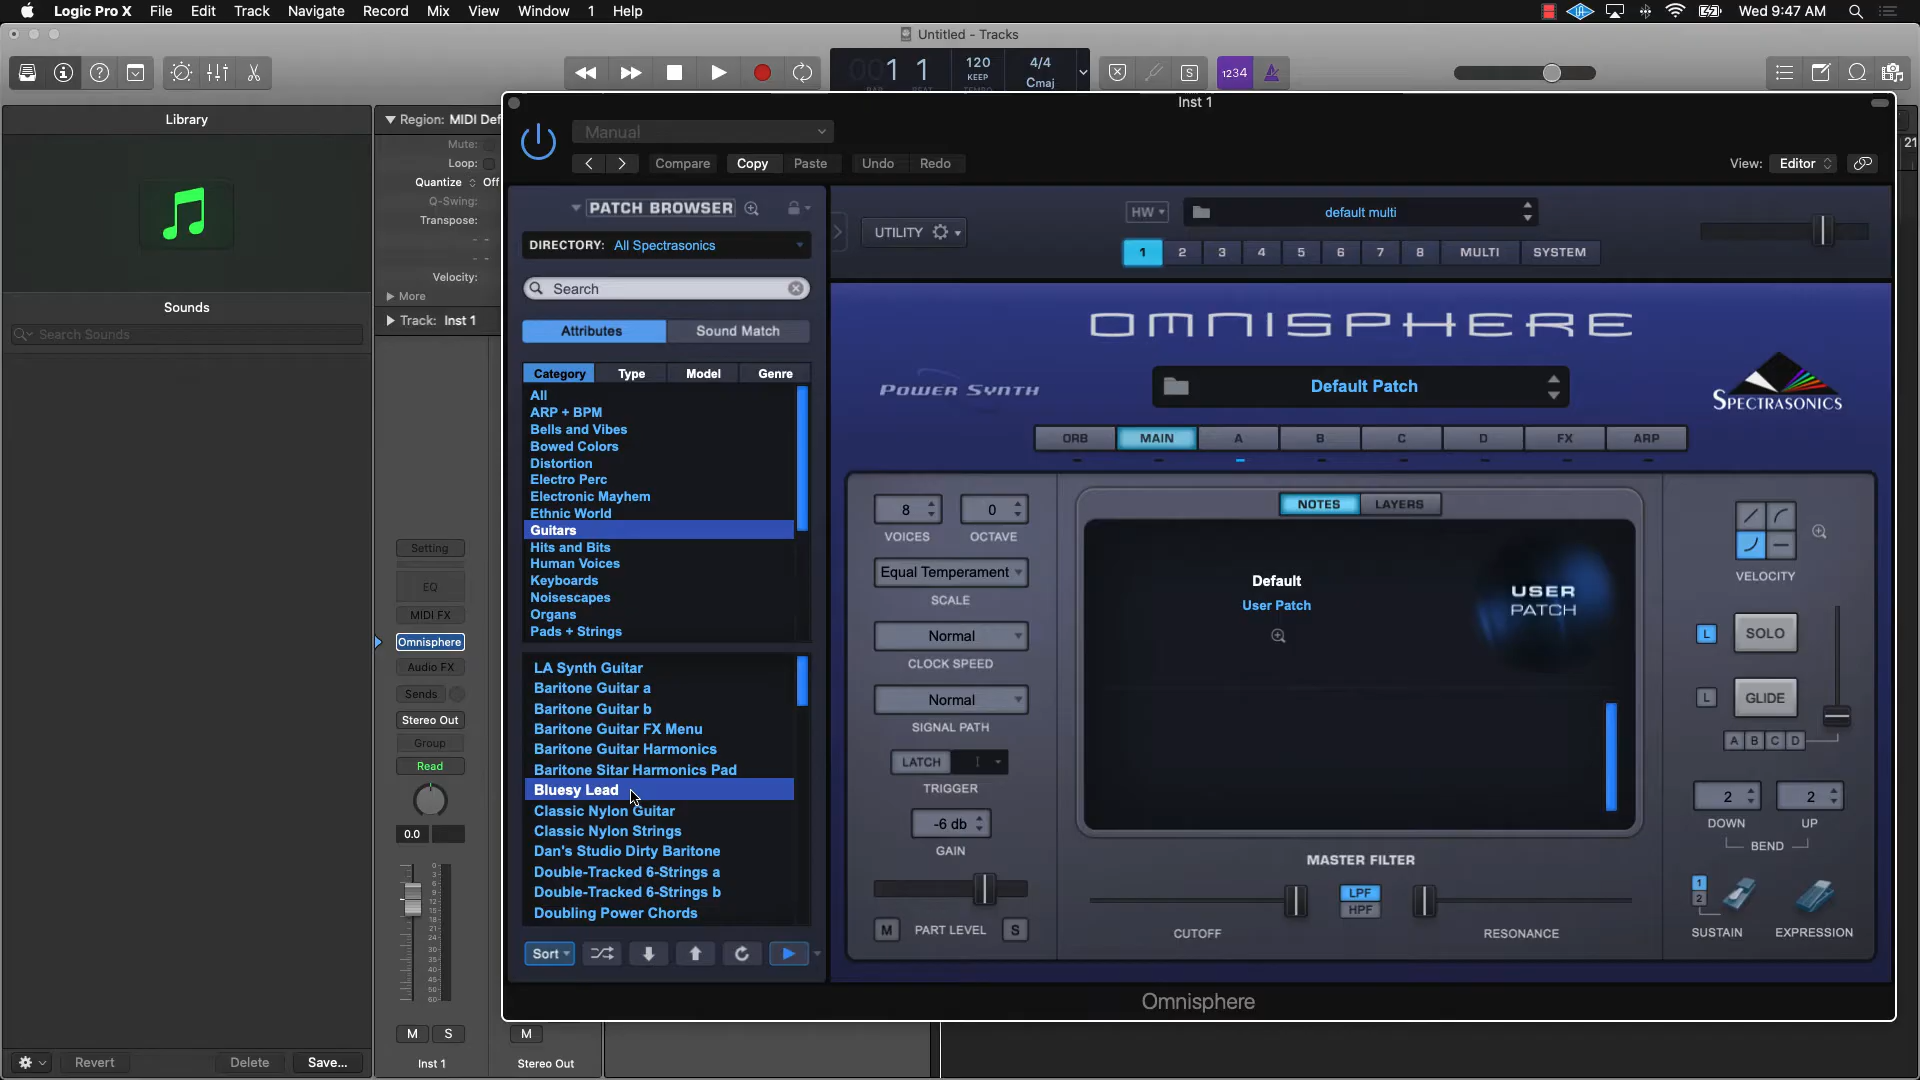 Logic Pro X File Edit Track Navigate Record Mix View Window 1 Help
Wed 9:47 AM
Untitled - Tracks
001 1
BAR BEAT
120
KEEP
TEMPO
4/4
Cmaj
S
1234
Library
Region: MIDI Def
Mute:
Loop:
Quantize Off
Q-Swing:
Transpose:
Velocity:
More
Track: Inst 1
Sounds
Search Sounds
Setting
EQ
MIDI FX
Omnisphere
Audio FX
Sends
Stereo Out
Group
Read
0.0
M S
M
Inst 1
Stereo Out
Revert
Delete
Save...
21
Inst 1
Manual
Compare
Copy
Paste
Undo
Redo
View: Editor
PATCH BROWSER
DIRECTORY: All Spectrasonics
Search
Attributes
Sound Match
Category Type Model Genre
All
ARP + BPM
Bells and Vibes
Bowed Colors
Distortion
Electro Perc
Electronic Mayhem
Ethnic World
Guitars
Hits and Bits
Human Voices
Keyboards
Noisescapes
Organs
Pads + Strings
LA Synth Guitar
Baritone Guitar a
Baritone Guitar b
Baritone Guitar FX Menu
Baritone Guitar Harmonics
Baritone Sitar Harmonics Pad
Bluesy Lead
Classic Nylon Guitar
Classic Nylon Strings
Dan's Studio Dirty Baritone
Double-Tracked 6-Strings a
Double-Tracked 6-Strings b
Doubling Power Chords
Sort
UTILITY
HW
default multi
1 2 3 4 5 6 7 8 MULTI SYSTEM
OMNISPHERE
POWER SYNTH
Default Patch
SPECTRASONICS
ORB MAIN A B C D FX ARP
8
VOICES
0
OCTAVE
Equal Temperament
SCALE
Normal
CLOCK SPEED
Normal
SIGNAL PATH
LATCH
TRIGGER
-6 db
GAIN
M PART LEVEL S
NOTES LAYERS
Default
User Patch
USER
PATCH
MASTER FILTER
LPF
HPF
CUTOFF
RESONANCE
VELOCITY
L SOLO
L GLIDE
A B C D
2
DOWN
2
UP
BEND
1
2
SUSTAIN
EXPRESSION
Omnisphere